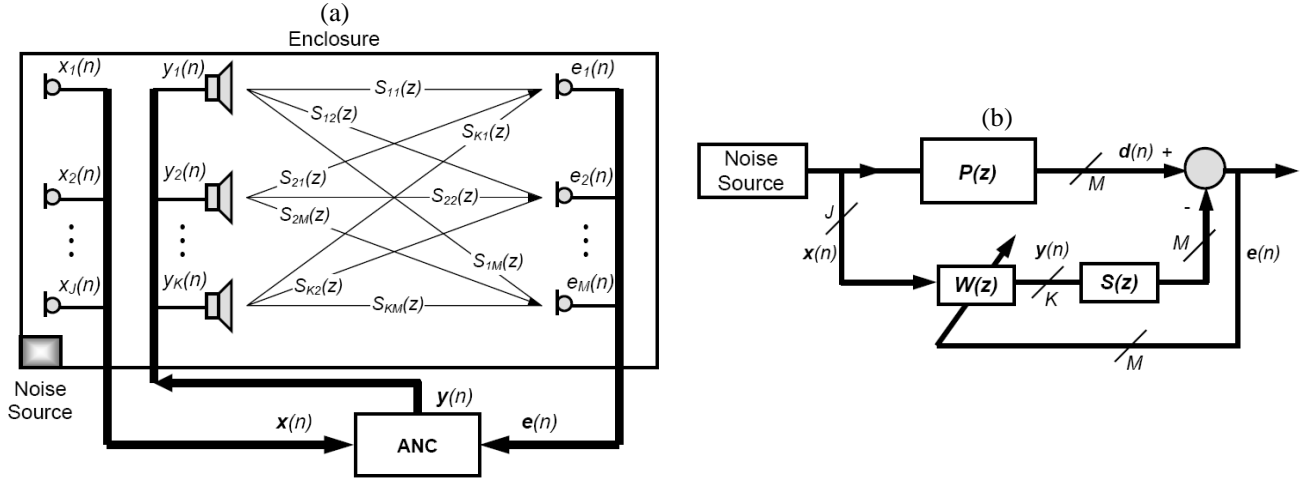 (a)
Enclosure
x1(n) y1(n) S11(z) e1(n)
S12(z)
SK1(z)
x2(n) y2(n) S21(z) S22(z) e2(n)
S2M(z)
S1M(z)
xJ(n) yK(n) SK2(z) eM(n)
SKM(z)
Noise
Source
x(n) y(n) e(n)
ANC
(b)
Noise
Source
P(z)
d(n) +
M
-
J
x(n)
W(z)
y(n)
K
S(z)
M
e(n)
M